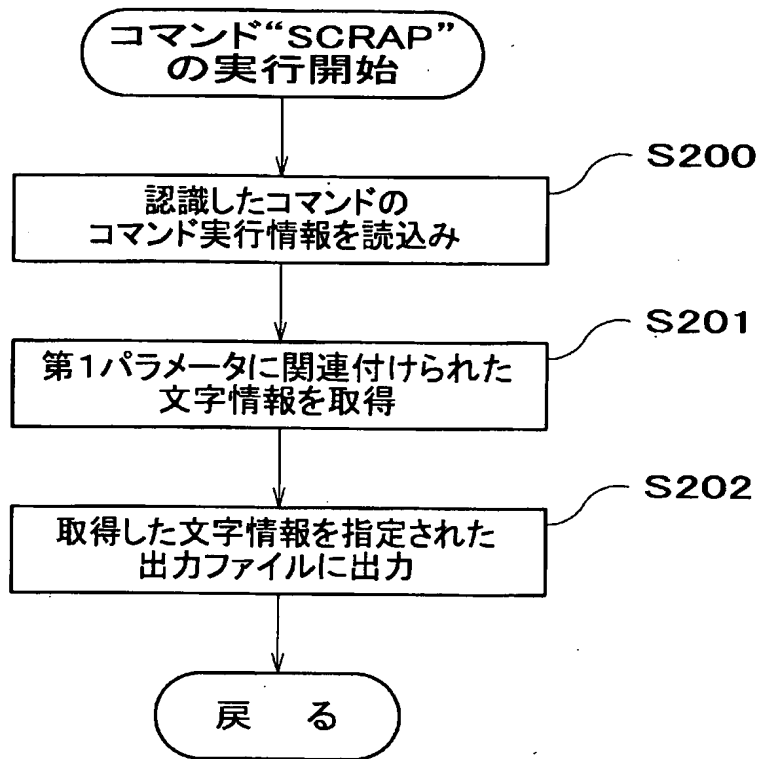 コマンド“SCRAP”
の実行開始
S200
認識したコマンドの
コマンド実行情報を読込み
S201
第1パラメータに関連付けられた
文字情報を取得
S202
取得した文字情報を指定された
出力ファイルに出力
戻 る